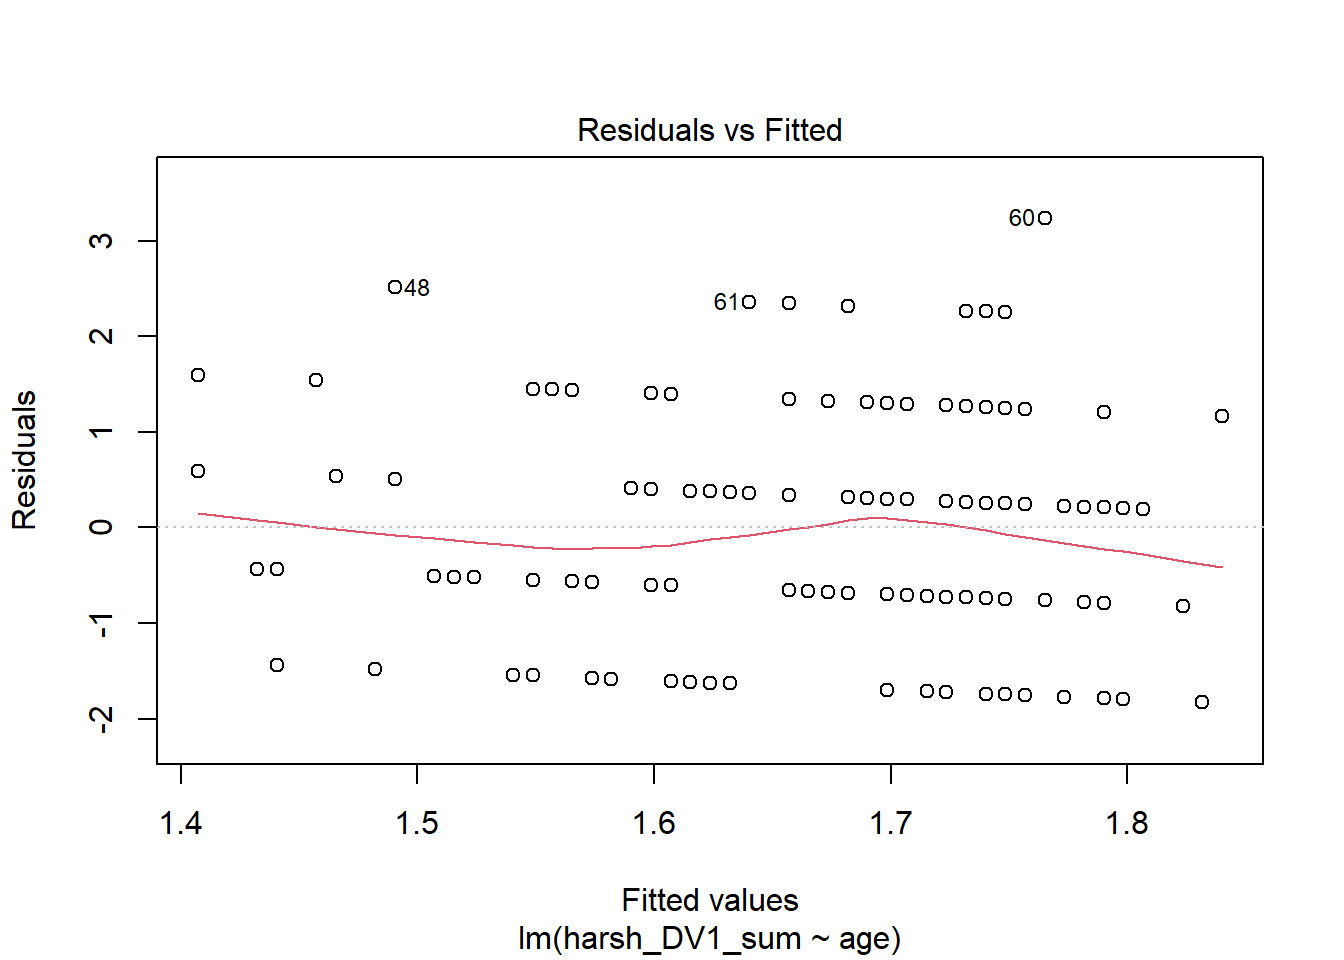 Residuals vs Fitted
60
48
61
3
2
1
0
-1
-2
Residuals
1.4 1.5 1.6 1.7 1.8
Fitted values
lm(harsh_DV1_sum ~ age)